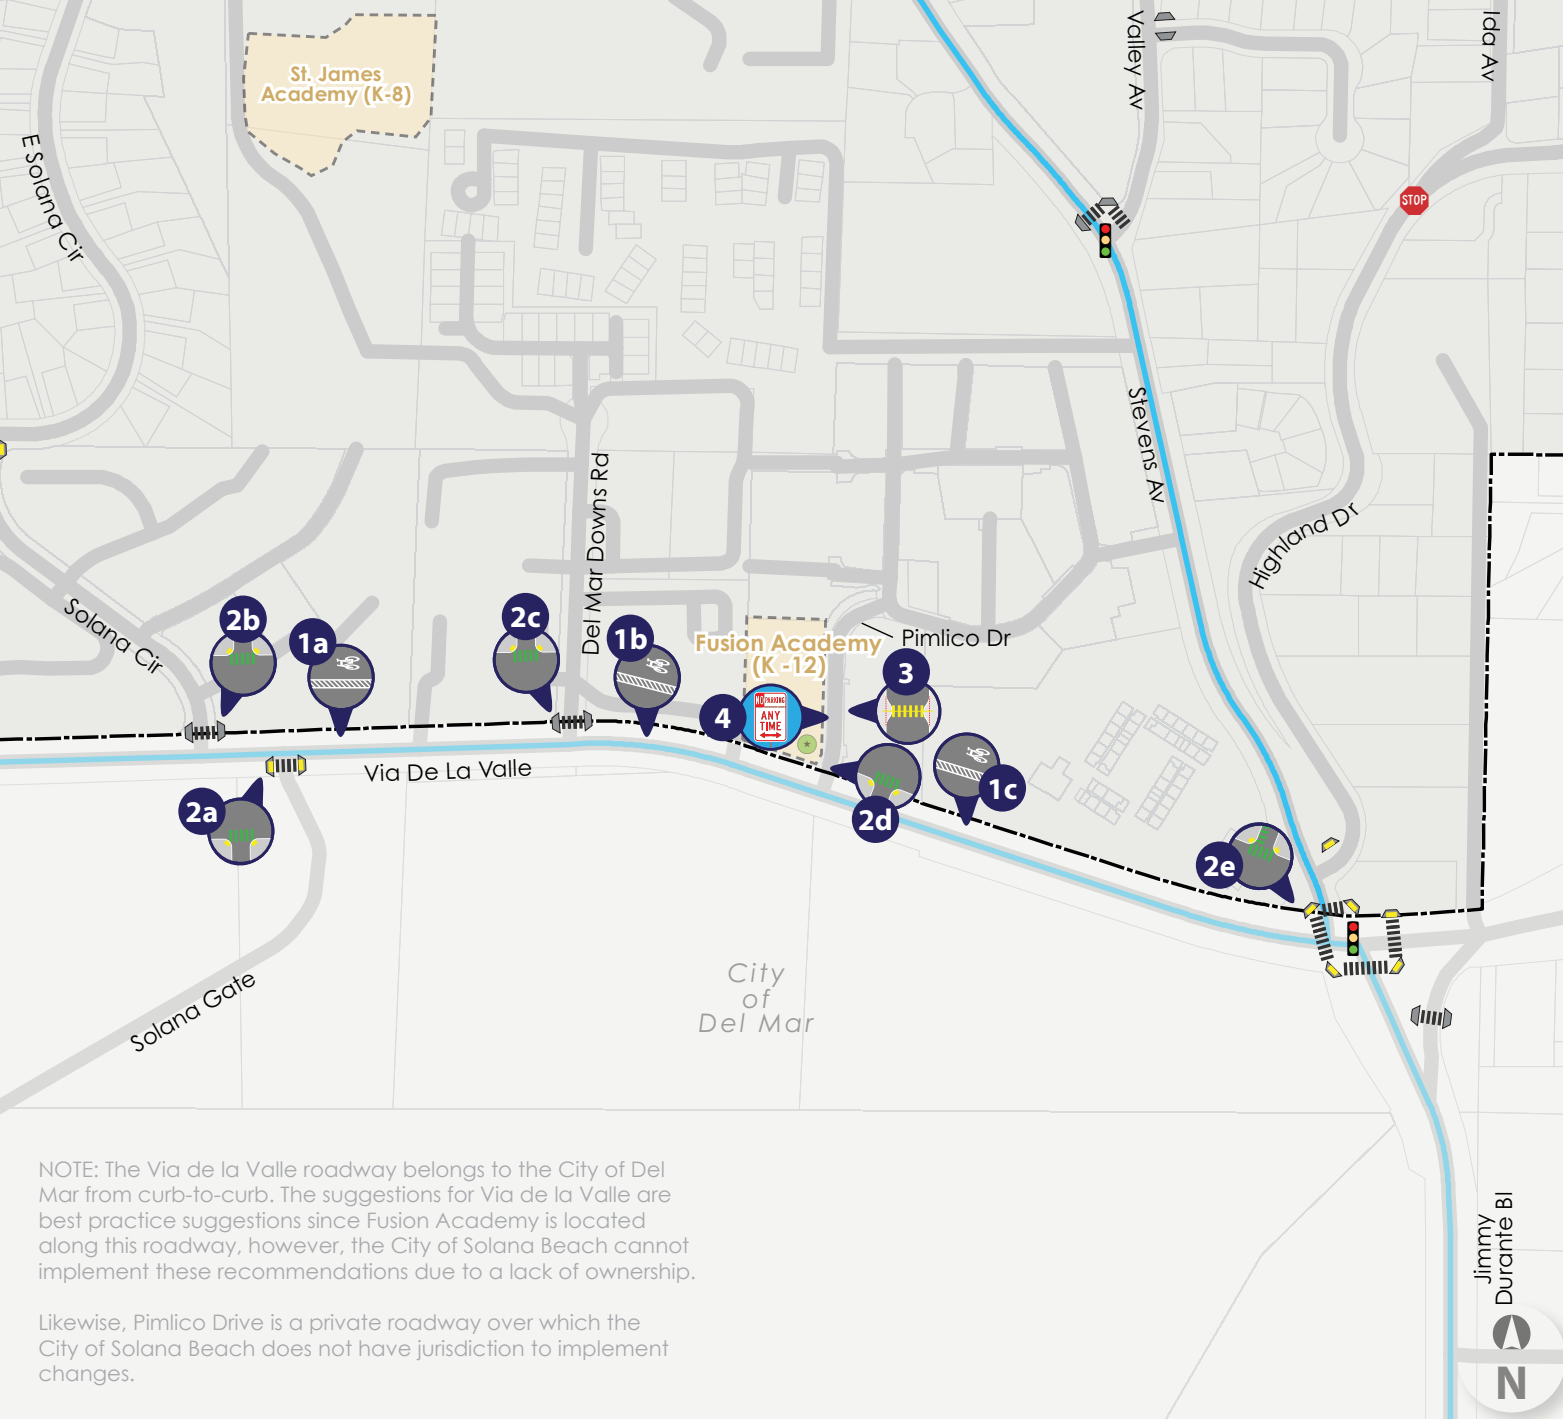 St. James
Academy (K-8)
Valley Av
Ida Av
E Solana Cir
STOP
Stevens Av
Del Mar Downs Rd
Highland Dr
Solana Cir
2b
1a
2c
1b
Fusion Academy
(K -12)
Pimlico Dr
3
4
NO PARKING
ANY
TIME
1c
2d
2a
Via De La Valle
2e
Solana Gate
City
of
Del Mar
NOTE: The Via de la Valle roadway belongs to the City of Del
Mar from curb-to-curb. The suggestions for Via de la Valle are
best practice suggestions since Fusion Academy is located
along this roadway, however, the City of Solana Beach cannot
implement these recommendations due to a lack of ownership.
Likewise, Pimlico Drive is a private roadway over which the
City of Solana Beach does not have jurisdiction to implement
changes.
Jimmy
Durante Bl
N